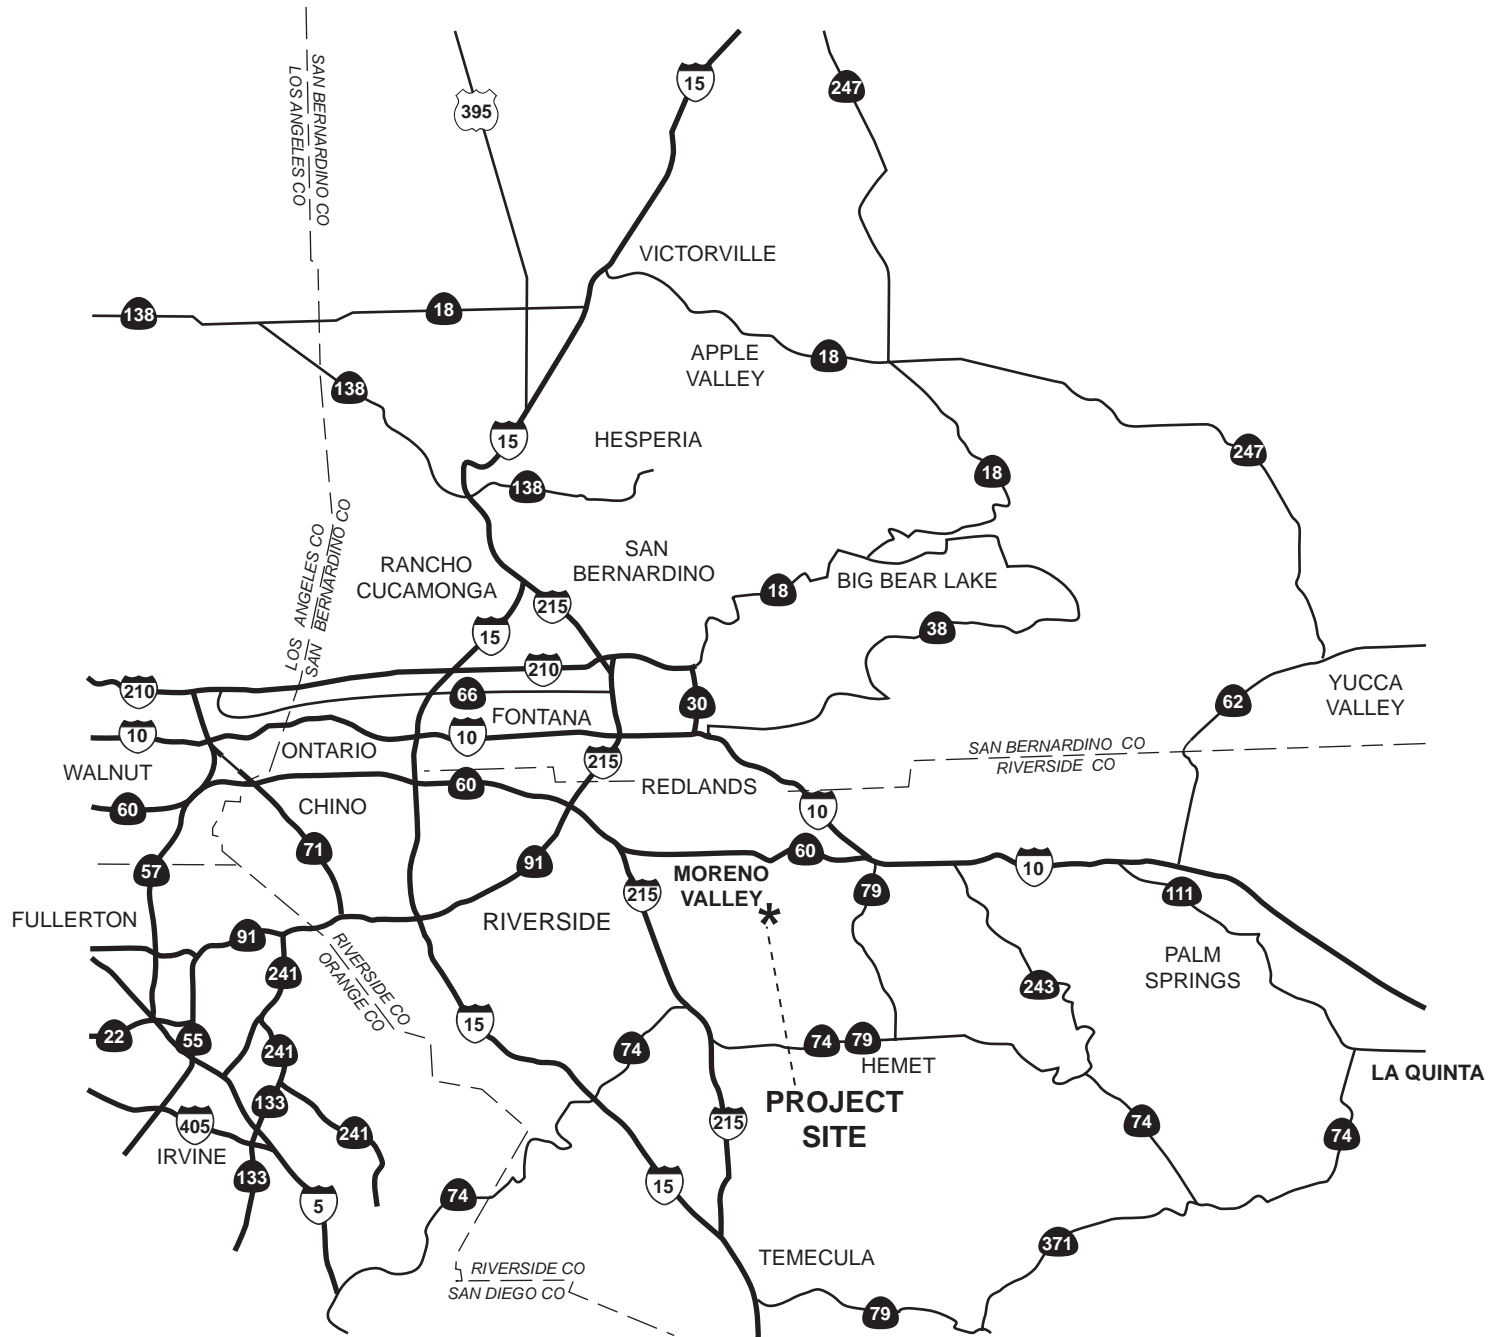 SAN BERNARDINO CO
LOS ANGELES CO
395
15
247
VICTORVILLE
138
18
APPLE
VALLEY
18
138
15
HESPERIA
247
18
138
LOS ANGELES CO
SAN BERNARDINO CO
RANCHO
CUCAMONGA
SAN
BERNARDINO
18
BIG BEAR LAKE
215
15
38
210
210
66
30
62
YUCCA
VALLEY
FONTANA
10
ONTARIO
10
215
SAN BERNARDINO CO
RIVERSIDE CO
WALNUT
60
REDLANDS
60
CHINO
10
71
57
91
60
10
MORENO
VALLEY
*
215
79
111
FULLERTON
91
RIVERSIDE
RIVERSIDE CO
ORANGE CO
241
PALM
SPRINGS
243
15
22
55
241
74
74
79
HEMET
LA QUINTA
133
PROJECT
SITE
405
241
215
74
74
IRVINE
133
5
74
15
371
TEMECULA
RIVERSIDE CO
SAN DIEGO CO
79